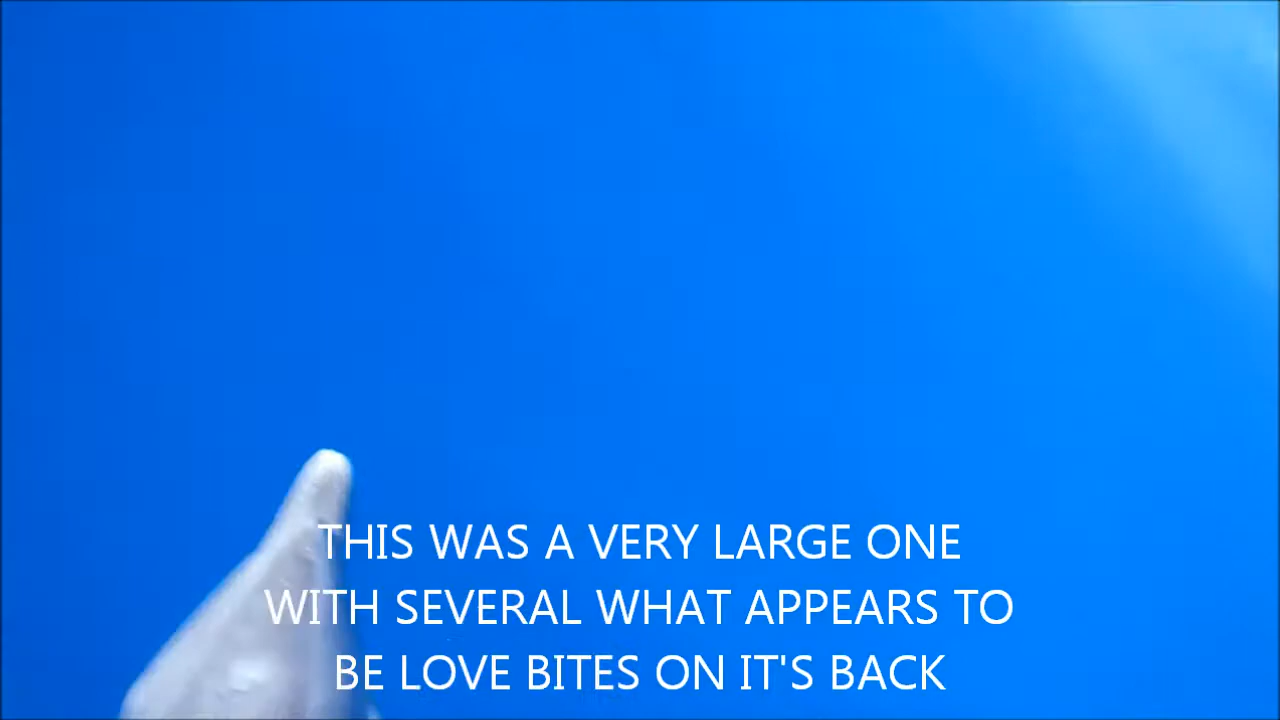 THIS WAS A VERY LARGE ONE
WITH SEVERAL WHAT APPEARS TO
BE LOVE BITES ON IT'S BACK